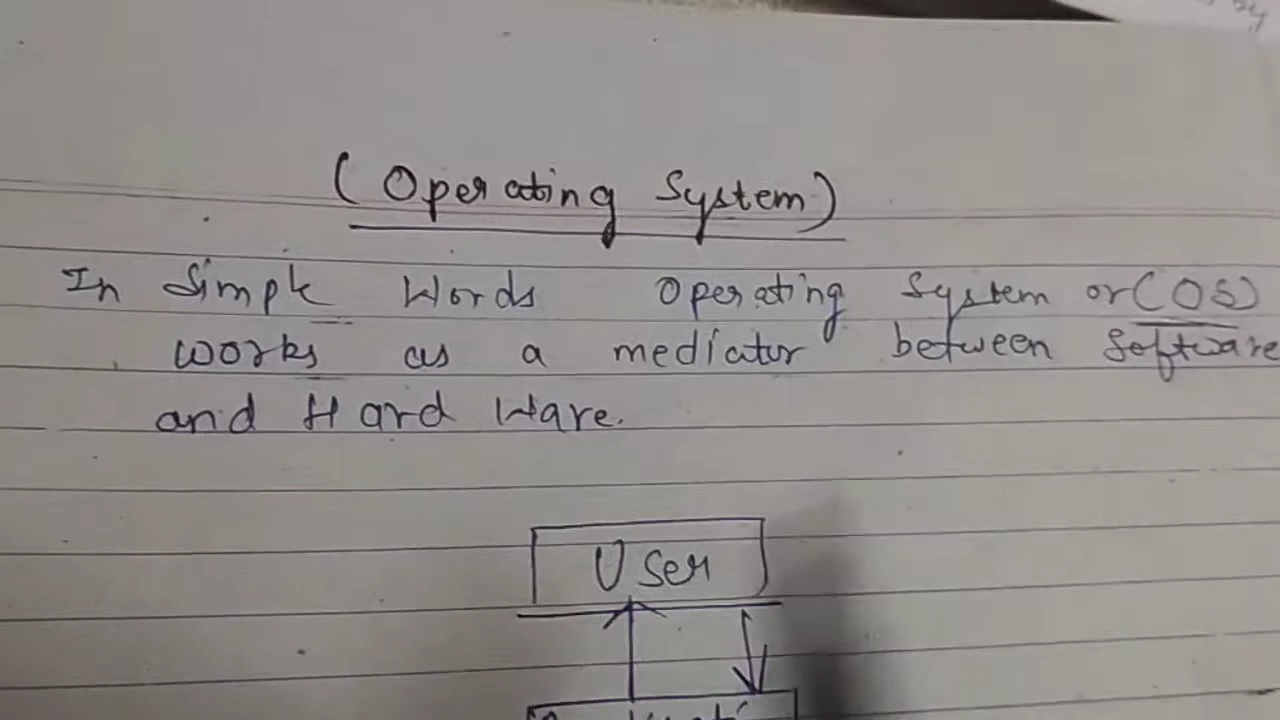 (Operating System)
In Simple Words Operating System or (OS)
works as a mediator between Software
and Hard Ware.
User